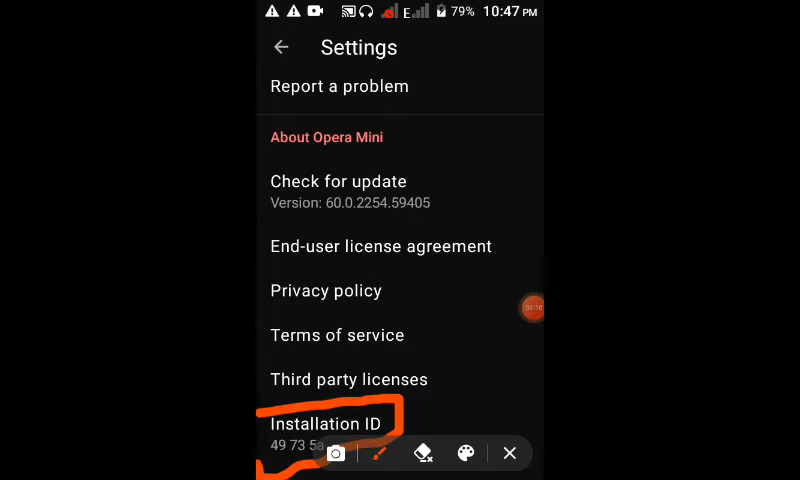 E 79% 10:47 PM
Settings
Report a problem
About Opera Mini
Check for update
Version: 60.0.2254.59405
End-user license agreement
Privacy policy
Terms of service
Third party licenses
Installation ID
49 73 5a